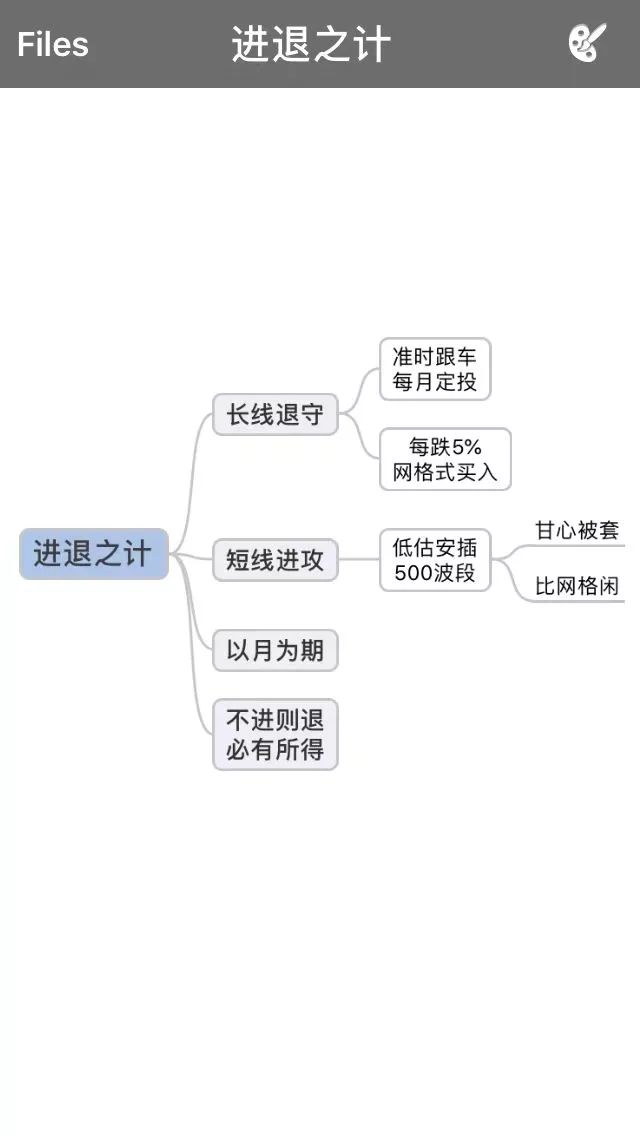 Files
进退之计
准时跟车
每月定投
长线退守
每跌5%
网格式买入
进退之计
短线进攻
低估安插
500波段
甘心被套
比网格闲
以月为期
不进则退
必有所得